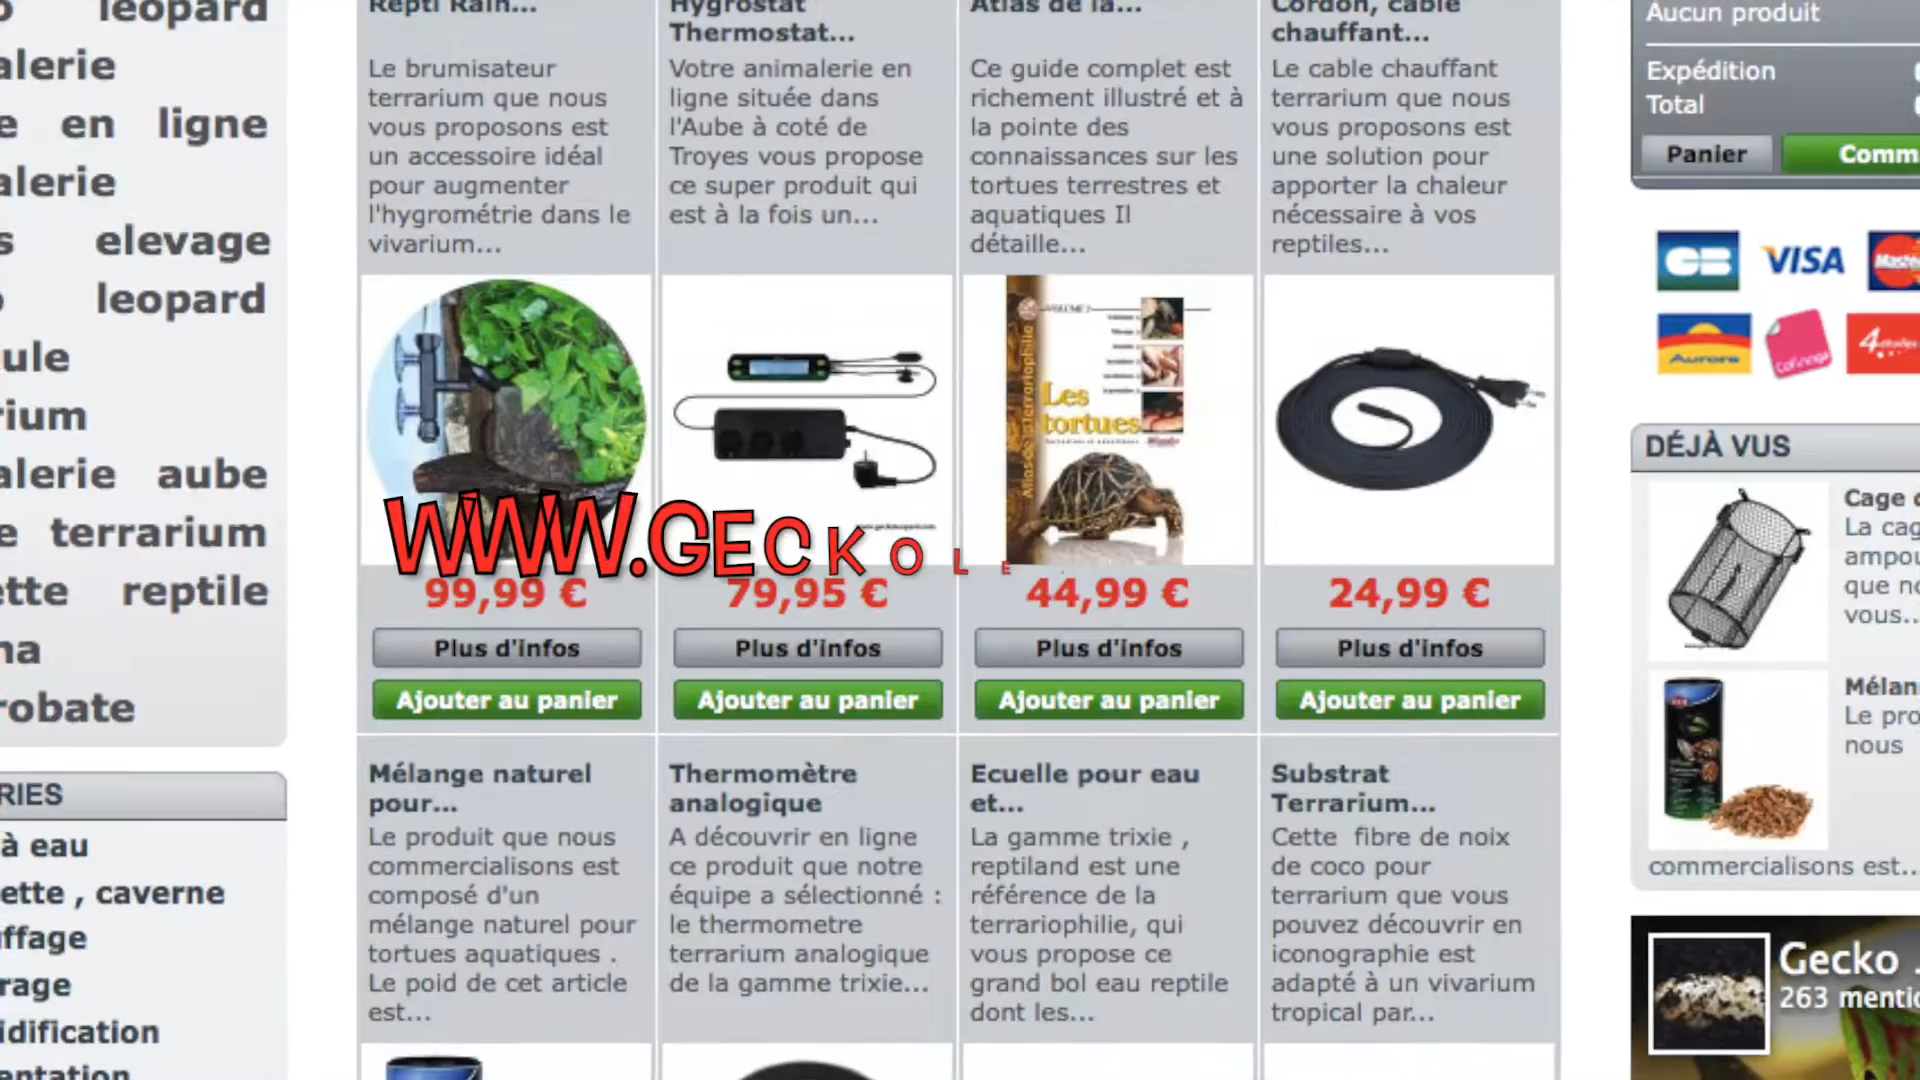 leopard
alerie
e en ligne
alerie
s elevage
leopard
ule
rium
alerie aube
e terrarium
ette reptile
na
robate
RIES
à eau
ette , caverne
ffage
rage
idification
entation
Repti Rain...
Le brumisateur
terrarium que nous
vous proposons est
un accessoire idéal
pour augmenter
l'hygrométrie dans le
vivarium...
99,99 €
Plus d'infos
Ajouter au panier
Hygrostat
Thermostat...
Votre animalerie en
ligne située dans
l'Aube à coté de
Troyes vous propose
ce super produit qui
est à la fois un...
79,95 €
Plus d'infos
Ajouter au panier
Atlas de la...
Ce guide complet est
richement illustré et à
la pointe des
connaissances sur les
tortues terrestres et
aquatiques Il
détaille...
VOLUME 2
Atlas de la terrariophilie
Les
tortues
44,99 €
Plus d'infos
Ajouter au panier
Cordon, cable
chauffant...
Le cable chauffant
terrarium que nous
vous proposons est
une solution pour
apporter la chaleur
nécessaire à vos
reptiles...
24,99 €
Plus d'infos
Ajouter au panier
WWW.GECKOLE
Mélange naturel
pour...
Le produit que nous
commercialisons est
composé d'un
mélange naturel pour
tortues aquatiques .
Le poid de cet article
est...
Thermomètre
analogique
A découvrir en ligne
ce produit que notre
équipe a sélectionné :
le thermometre
terrarium analogique
de la gamme trixie...
Ecuelle pour eau
et...
La gamme trixie ,
reptiland est une
référence de la
terrariophilie, qui
vous propose ce
grand bol eau reptile
dont les...
Substrat
Terrarium...
Cette fibre de noix
de coco pour
terrarium que vous
pouvez découvrir en
iconographie est
adapté à un vivarium
tropical par...
Aucun produit
Expédition
Total
Panier
Comm
CB VISA Maste
Aurore Cofinoga 4étoiles
DÉJÀ VUS
Cage
La cag
ampou
que no
vous..
Mélan
Le pro
nous
commercialisons est...
Gecko
263 mentio